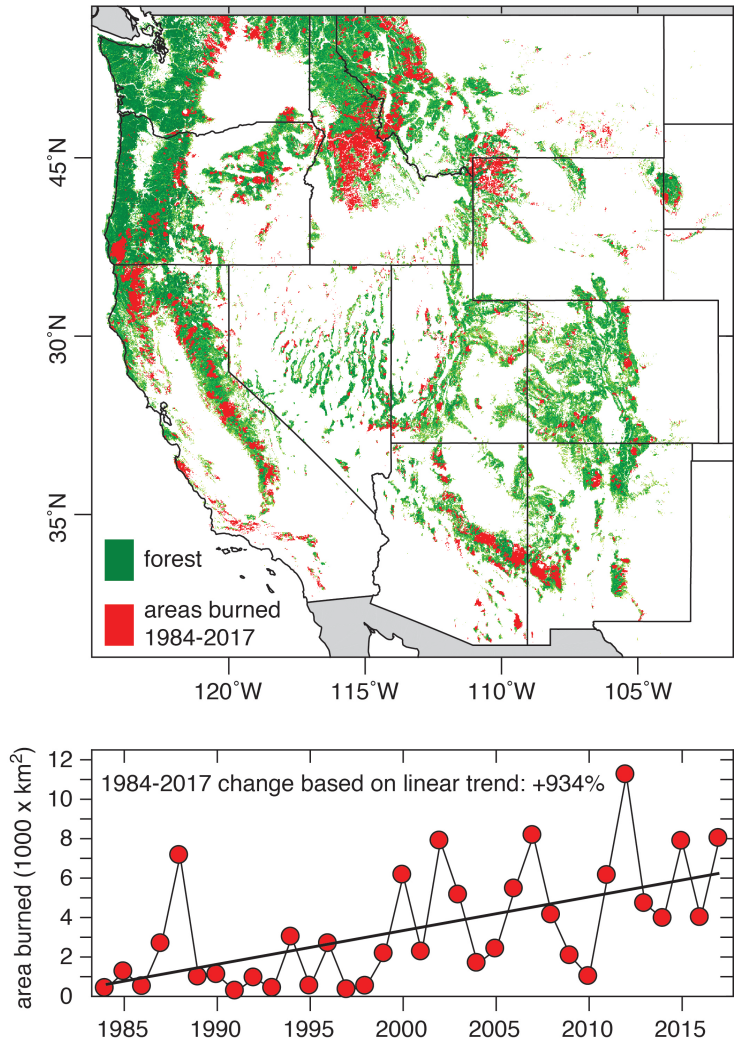 45°N
30°N
35°N
forest
areas burned
1984-2017
120°W
115°W
110°W
105°W
area burned (1000 x km²)
12
10
8
6
4
2
0
1984-2017 change based on linear trend: +934%
1985
1990
1995
2000
2005
2010
2015